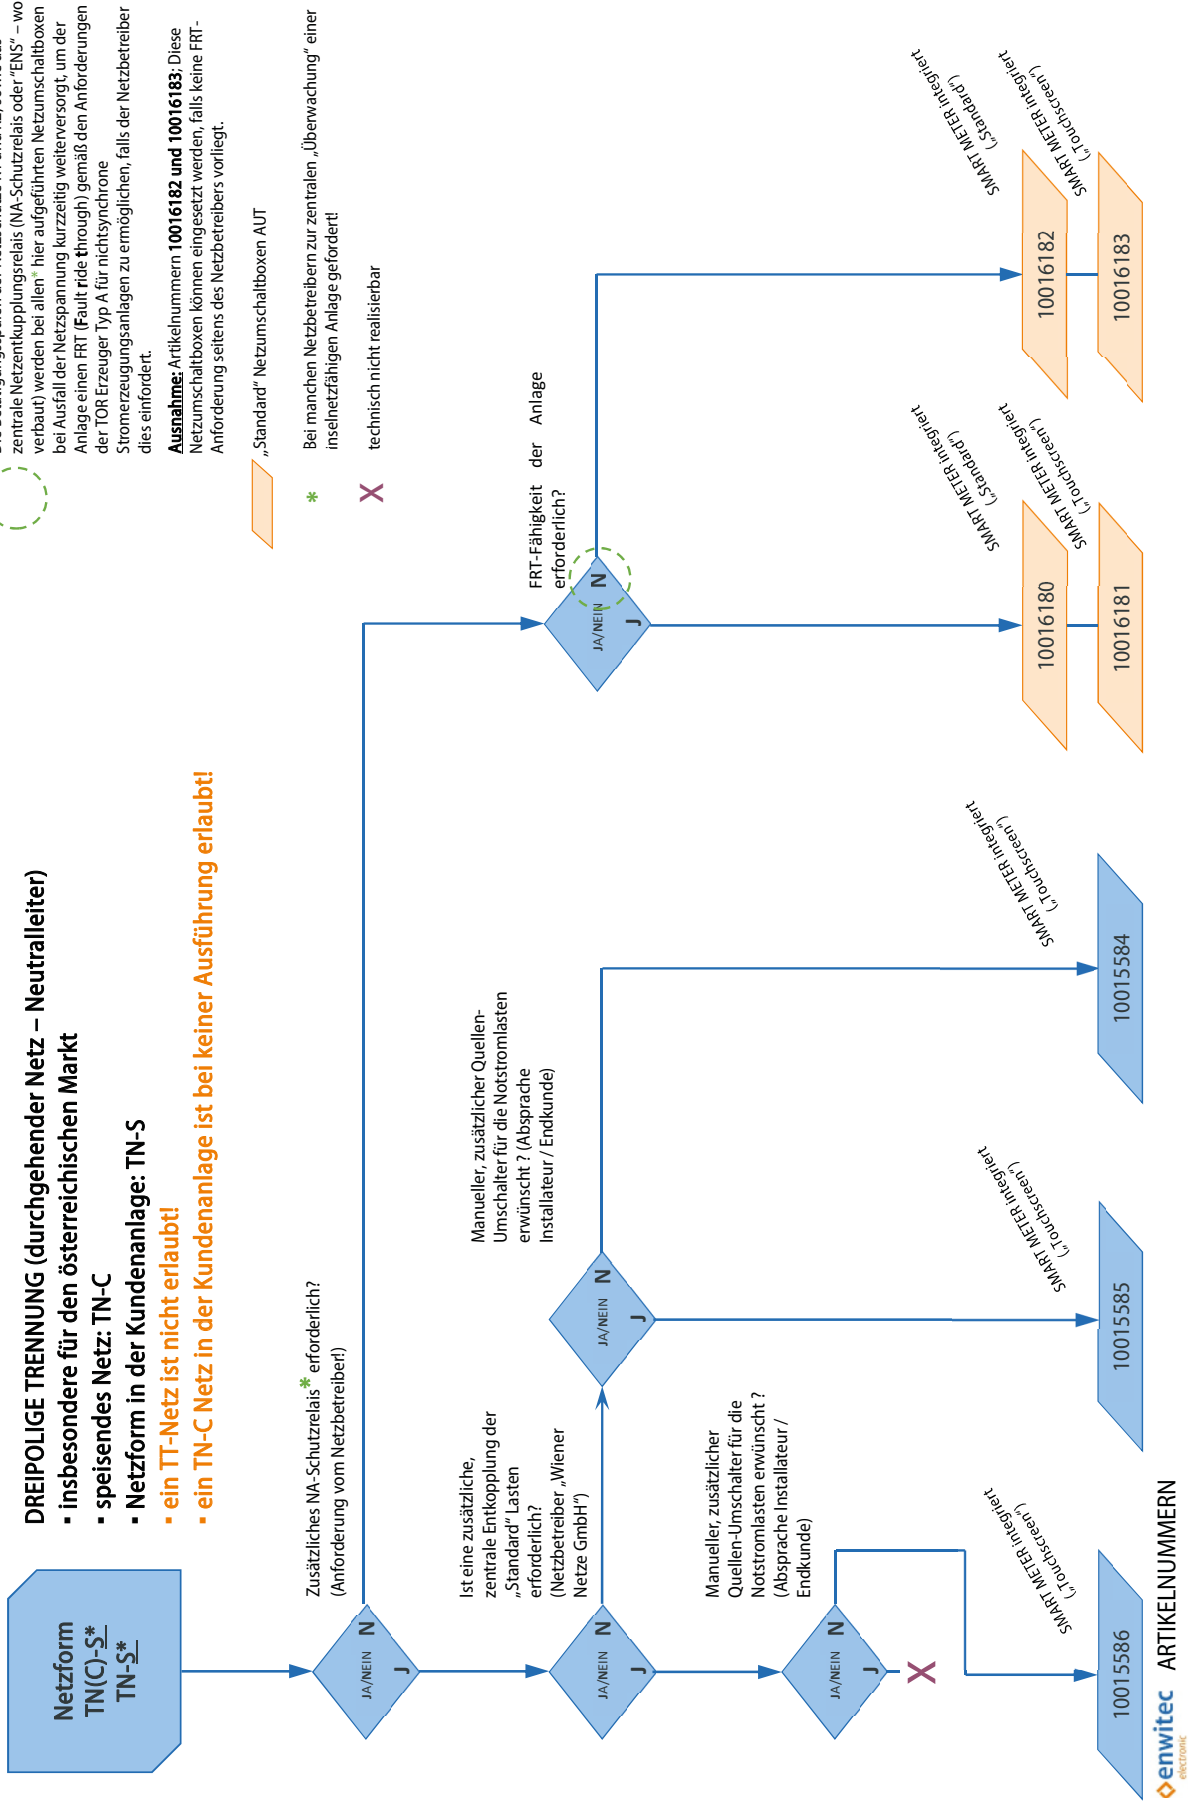 Netzform
TN(C)-S*
TN-S*
DREIPOLIGE TRENNUNG (durchgehender Netz – Neutralleiter)
▪ insbesondere für den österreichischen Markt
▪ speisendes Netz: TN-C
▪ Netzform in der Kundenanlage: TN-S
▪ ein TT-Netz ist nicht erlaubt!
▪ ein TN-C Netz in der Kundenanlage ist bei keiner Ausführung erlaubt!
zentrale Netzentkupplungsrelais (NA-Schutzrelais oder "ENS" – wo
verbaut) werden bei allen* hier aufgeführten Netzumschaltboxen
bei Ausfall der Netzspannung kurzzeitig weiterversorgt, um der
Anlage einen FRT (Fault ride through) gemäß den Anforderungen
der TOR Erzeuger Typ A für nichtsynchrone
Stromerzeugungsanlagen zu ermöglichen, falls der Netzbetreiber
dies einfordert.
Ausnahme: Artikelnummern 10016182 und 10016183; Diese
Netzumschaltboxen können eingesetzt werden, falls keine FRT-
Anforderung seitens des Netzbetreibers vorliegt.
„Standard“ Netzumschaltboxen AUT
* Bei manchen Netzbetreibern zur zentralen „Überwachung“ einer
inselnetzfähigen Anlage gefordert!
X technisch nicht realisierbar
Zusätzliches NA-Schutzrelais* erforderlich?
(Anforderung vom Netzbetreiber!)
JA/NEIN N
J
FRT-Fähigkeit der Anlage
erforderlich?
JA/NEIN N
J
Ist eine zusätzliche,
zentrale Entkopplung der
„Standard“ Lasten
erforderlich?
(Netzbetreiber „Wiener
Netze GmbH“)
JA/NEIN N
J
Manueller, zusätzlicher Quellen-
Umschalter für die Notstromlasten
erwünscht ? (Absprache
Installateur / Endkunde)
JA/NEIN N
J
Manueller, zusätzlicher
Quellen-Umschalter für die
Notstromlasten erwünscht ?
(Absprache Installateur /
Endkunde)
JA/NEIN N
J
X
SMART METER integriert
(„Touchscreen“)
10015586
SMART METER integriert
(„Touchscreen“)
10015585
SMART METER integriert
(„Touchscreen“)
10015584
SMART METER integriert
(„Standard“)
10016180
SMART METER integriert
(„Touchscreen“)
10016181
SMART METER integriert
(„Standard“)
10016182
SMART METER integriert
(„Touchscreen“)
10016183
enwitec
electronic
ARTIKELNUMMERN